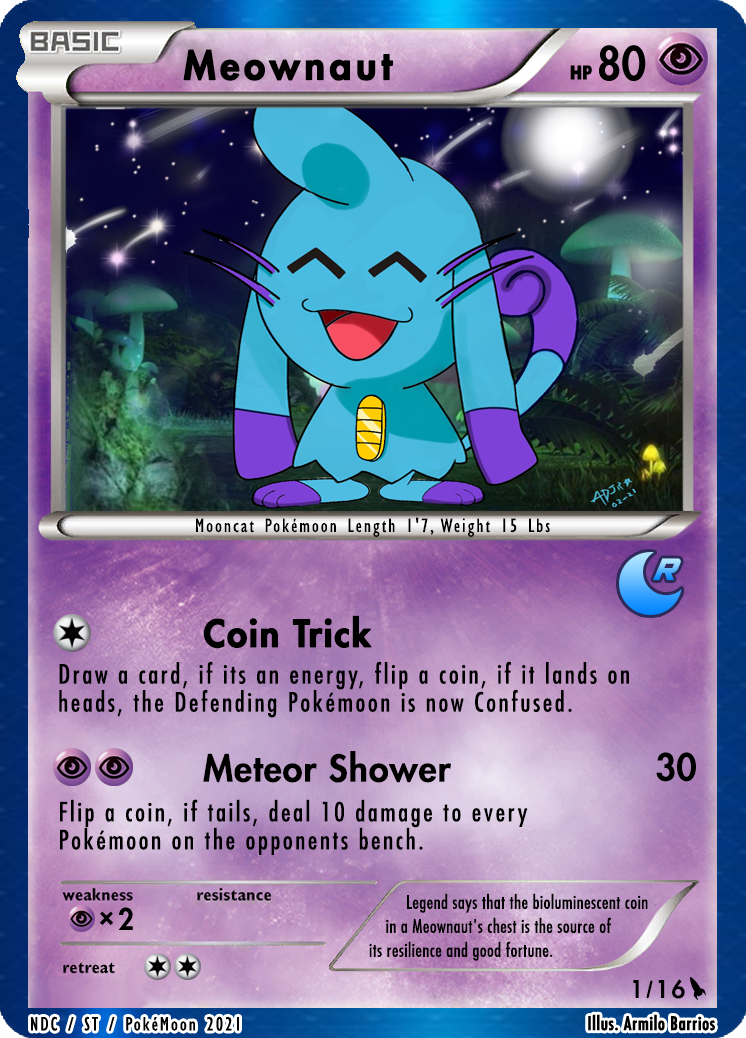 BASIC
Meownaut
HP 80
ADJR
02-21
Mooncat Pokémoon Length 1'7, Weight 15 Lbs
R
Coin Trick
Draw a card, if its an energy, flip a coin, if it lands on
heads, the Defending Pokémoon is now Confused.
Meteor Shower 30
Flip a coin, if tails, deal 10 damage to every
Pokémoon on the opponents bench.
weakness resistance
×2
retreat
Legend says that the bioluminescent coin
in a Meownaut's chest is the source of
its resilience and good fortune.
1/16
NDC / ST / PokéMoon 2021
Illus. Armilo Barrios